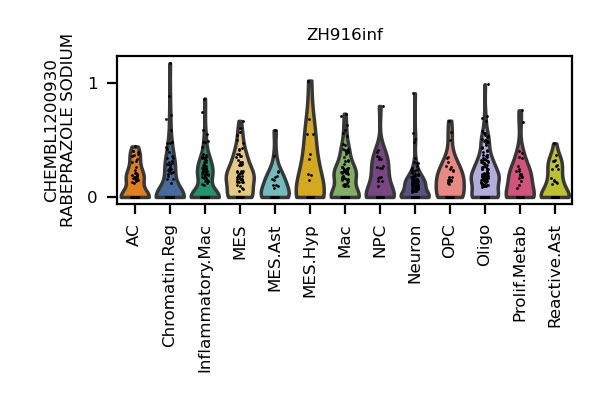 ZH916inf
CHEMBL1200930
RABEPRAZOLE SODIUM
1
0
AC
Chromatin.Reg
Inflammatory.Mac
MES
MES.Ast
MES.Hyp
Mac
NPC
Neuron
OPC
Oligo
Prolif.Metab
Reactive.Ast